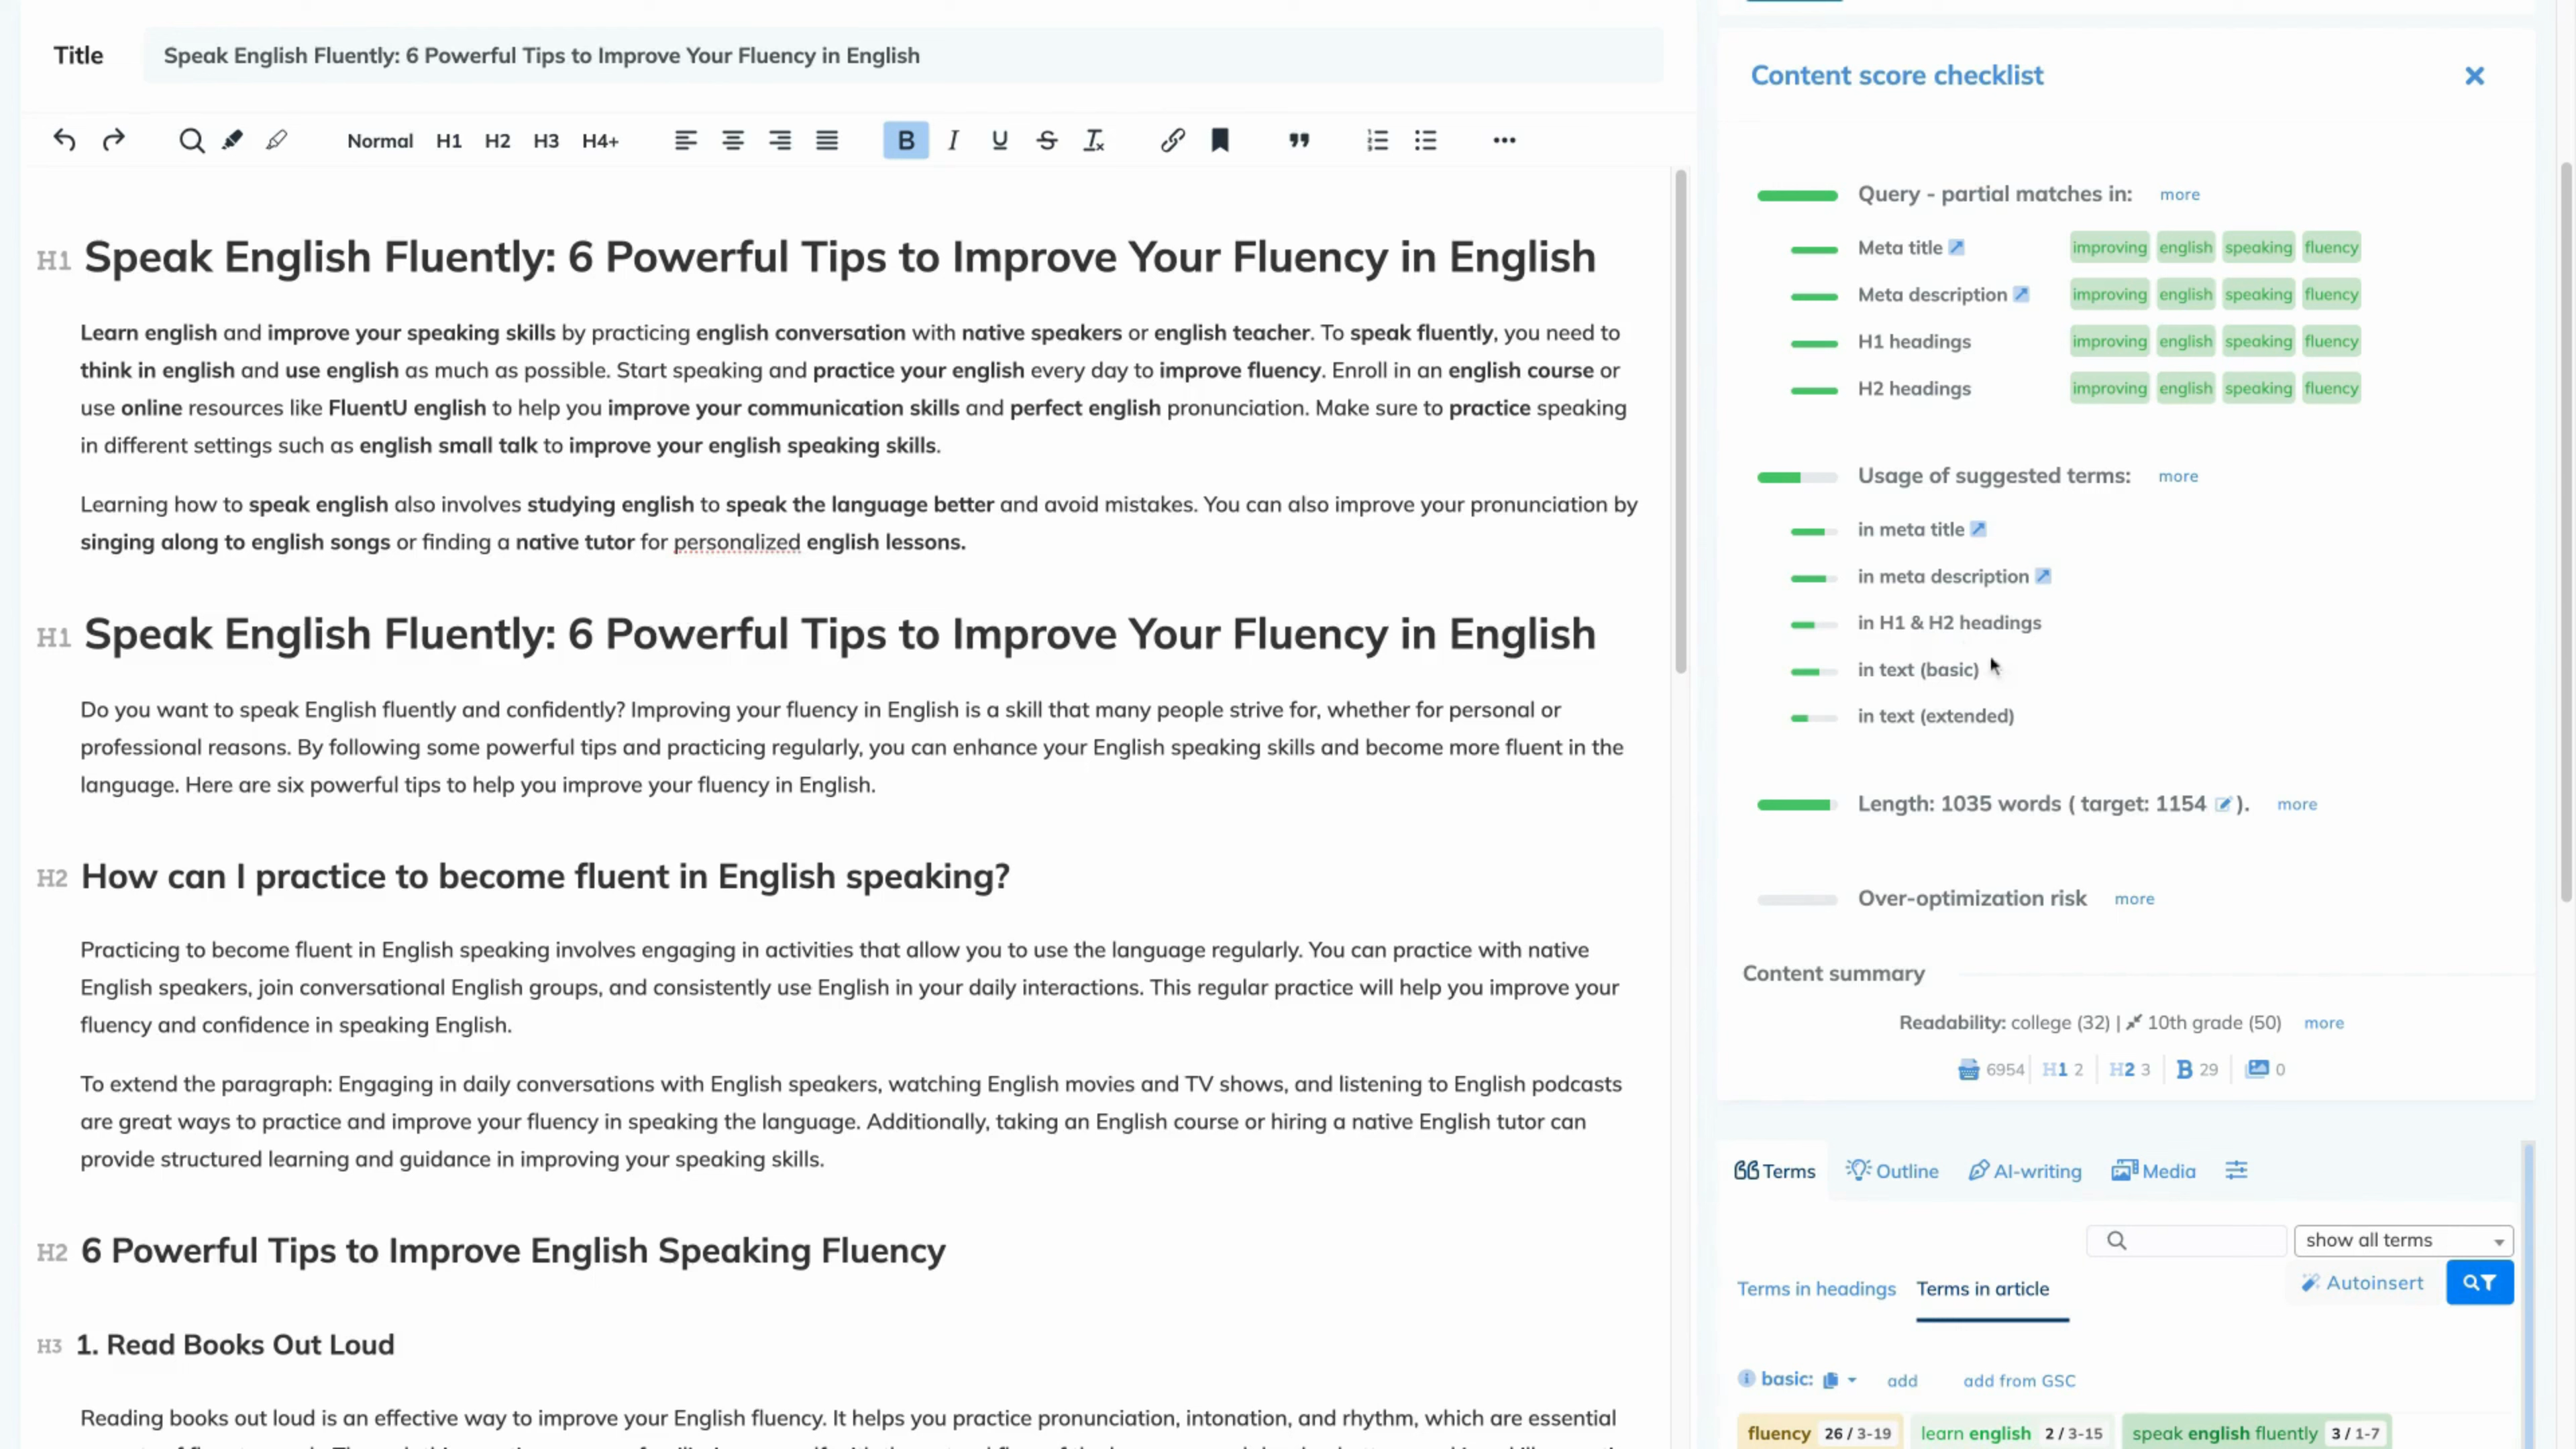 Title
Speak English Fluently: 6 Powerful Tips to Improve Your Fluency in English
Normal H1 H2 H3 H4+ B I U S Tx
H1 Speak English Fluently: 6 Powerful Tips to Improve Your Fluency in English
Learn english and improve your speaking skills by practicing english conversation with native speakers or english teacher. To speak fluently, you need to
think in english and use english as much as possible. Start speaking and practice your english every day to improve fluency. Enroll in an english course or
use online resources like FluentU english to help you improve your communication skills and perfect english pronunciation. Make sure to practice speaking
in different settings such as english small talk to improve your english speaking skills.
Learning how to speak english also involves studying english to speak the language better and avoid mistakes. You can also improve your pronunciation by
singing along to english songs or finding a native tutor for personalized english lessons.
H1 Speak English Fluently: 6 Powerful Tips to Improve Your Fluency in English
Do you want to speak English fluently and confidently? Improving your fluency in English is a skill that many people strive for, whether for personal or
professional reasons. By following some powerful tips and practicing regularly, you can enhance your English speaking skills and become more fluent in the
language. Here are six powerful tips to help you improve your fluency in English.
H2 How can I practice to become fluent in English speaking?
Practicing to become fluent in English speaking involves engaging in activities that allow you to use the language regularly. You can practice with native
English speakers, join conversational English groups, and consistently use English in your daily interactions. This regular practice will help you improve your
fluency and confidence in speaking English.
To extend the paragraph: Engaging in daily conversations with English speakers, watching English movies and TV shows, and listening to English podcasts
are great ways to practice and improve your fluency in speaking the language. Additionally, taking an English course or hiring a native English tutor can
provide structured learning and guidance in improving your speaking skills.
H2 6 Powerful Tips to Improve English Speaking Fluency
H3 1. Read Books Out Loud
Reading books out loud is an effective way to improve your English fluency. It helps you practice pronunciation, intonation, and rhythm, which are essential
Content score checklist
Query - partial matches in: more
Meta title improving english speaking fluency
Meta description improving english speaking fluency
H1 headings improving english speaking fluency
H2 headings improving english speaking fluency
Usage of suggested terms: more
in meta title
in meta description
in H1 & H2 headings
in text (basic)
in text (extended)
Length: 1035 words ( target: 1154 ). more
Over-optimization risk more
Content summary
Readability: college (32) | 10th grade (50) more
6954 H1 2 H2 3 B 29 0
Terms Outline AI-writing Media
show all terms
Terms in headings Terms in article Autoinsert
basic: add add from GSC
fluency 26 / 3-19 learn english 2 / 3-15 speak english fluently 3 / 1-7